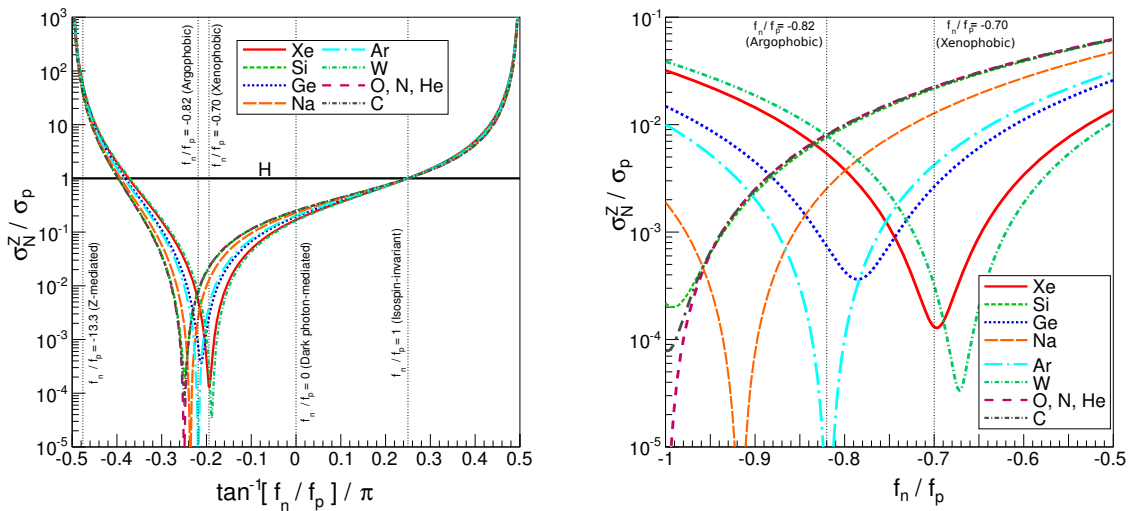 10³
10²
10
1
10⁻¹
10⁻²
10⁻³
10⁻⁴
10⁻⁵
σ_N^Z / σ_p
-0.5 -0.4 -0.3 -0.2 -0.1 0 0.1 0.2 0.3 0.4 0.5
tan⁻¹[ f_n / f_p ] / π
Xe
Si
Ge
Na
Ar
W
O, N, He
C
H
f_n / f_p = -13.3 (Z-mediated)
f_n / f_p = -0.82 (Argophobic)
f_n / f_p = -0.70 (Xenophobic)
f_n / f_p = 0 (Dark photon-mediated)
f_n / f_p = 1 (Isospin-invariant)
10⁻¹
10⁻²
10⁻³
10⁻⁴
10⁻⁵
σ_N^Z / σ_p
-1 -0.9 -0.8 -0.7 -0.6 -0.5
f_n / f_p
f_n / f_p = -0.82
(Argophobic)
f_n / f_p = -0.70
(Xenophobic)
Xe
Si
Ge
Na
Ar
W
O, N, He
C